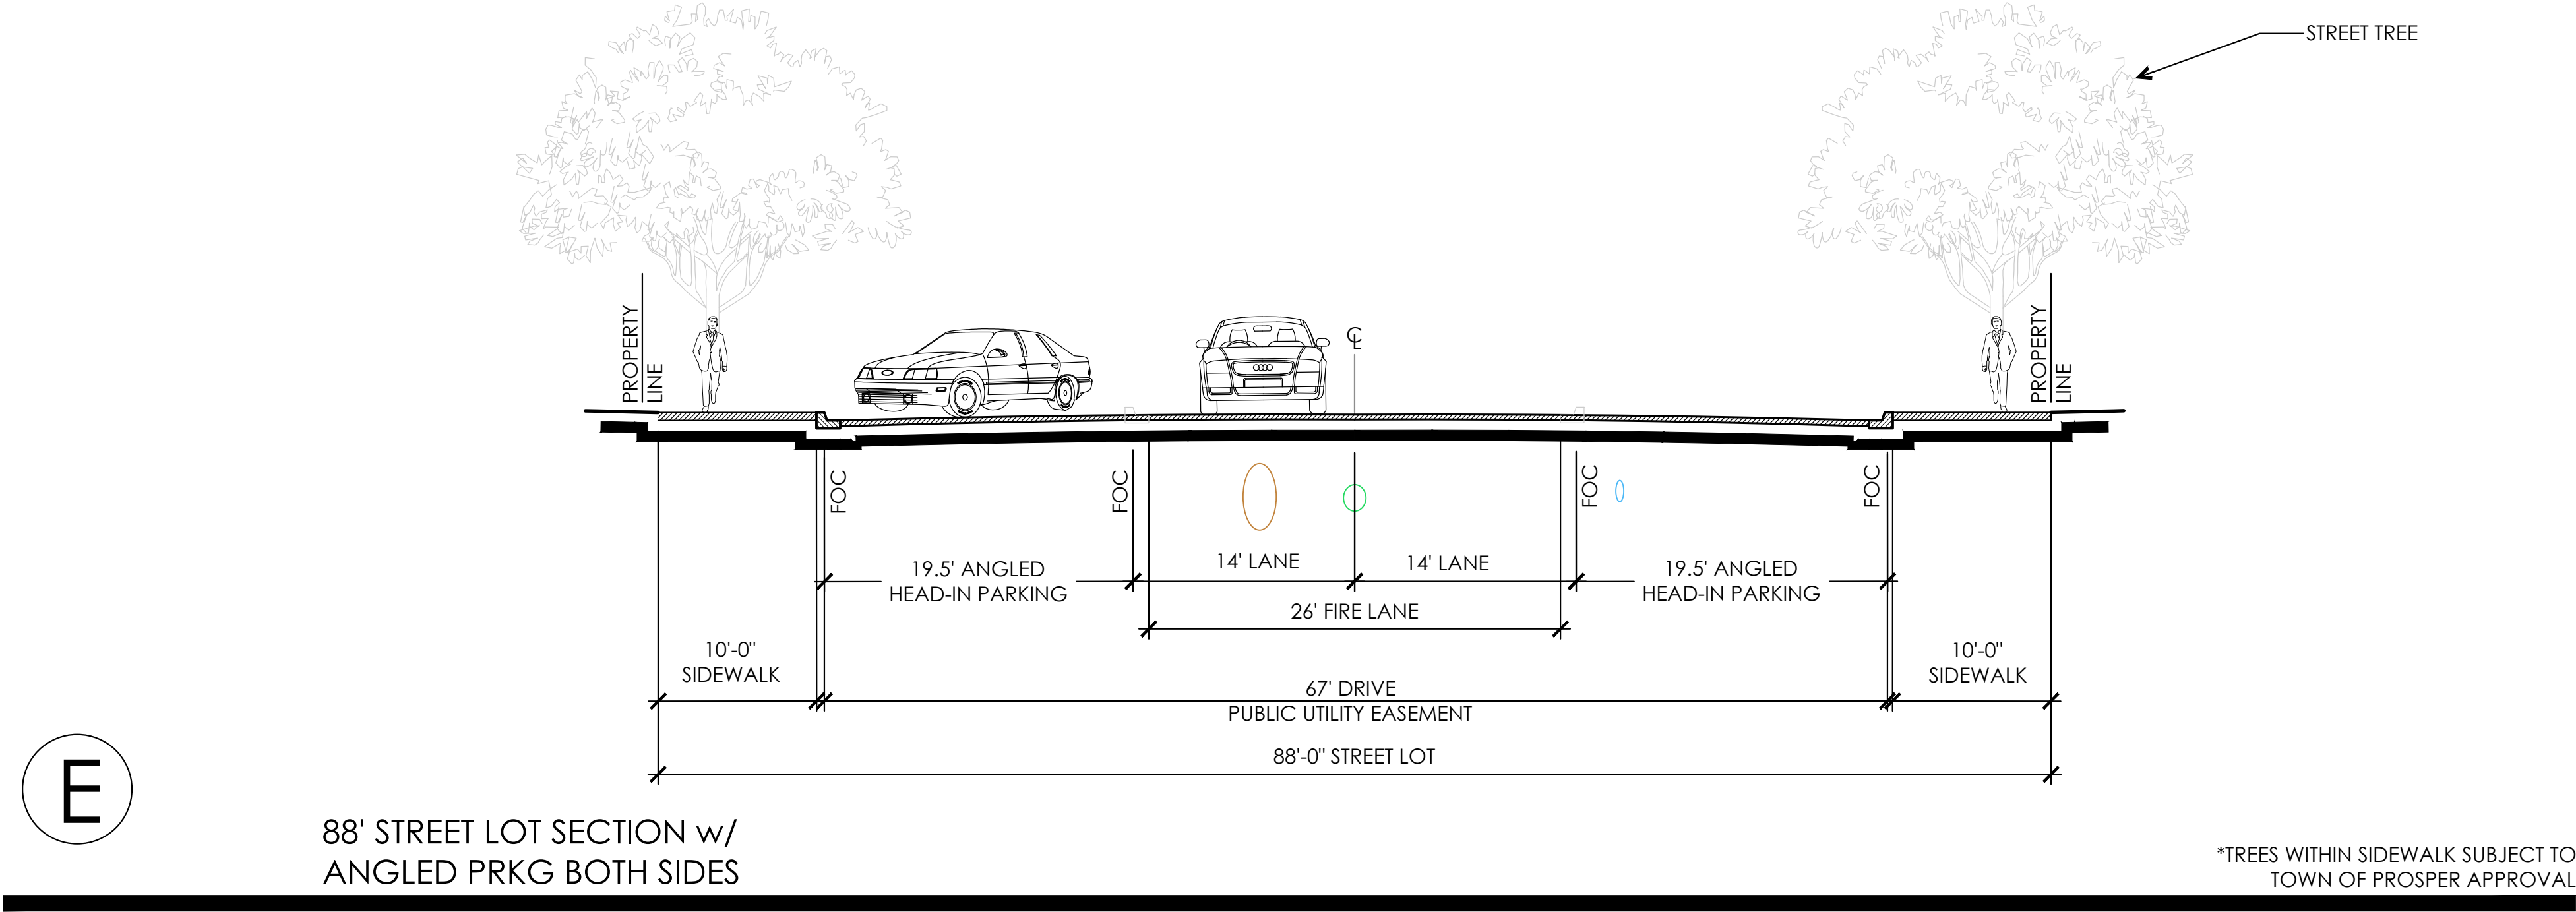 STREET TREE
PROPERTY
LINE
PROPERTY
LINE
℄
FOC
FOC
FOC
FOC
19.5' ANGLED
HEAD-IN PARKING
14' LANE
14' LANE
19.5' ANGLED
HEAD-IN PARKING
26' FIRE LANE
10'-0"
SIDEWALK
10'-0"
SIDEWALK
67' DRIVE
PUBLIC UTILITY EASEMENT
88'-0" STREET LOT
E
88' STREET LOT SECTION w/
ANGLED PRKG BOTH SIDES
*TREES WITHIN SIDEWALK SUBJECT TO
TOWN OF PROSPER APPROVAL